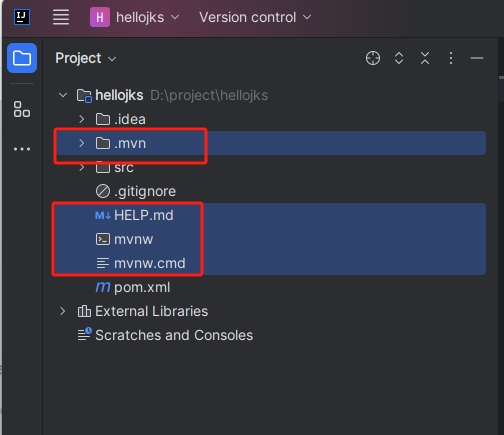 IJ
H hellojks Version control
Project
hellojks D:\project\hellojks
.idea
.mvn
src
.gitignore
M↓ HELP.md
mvnw
mvnw.cmd
m pom.xml
External Libraries
Scratches and Consoles